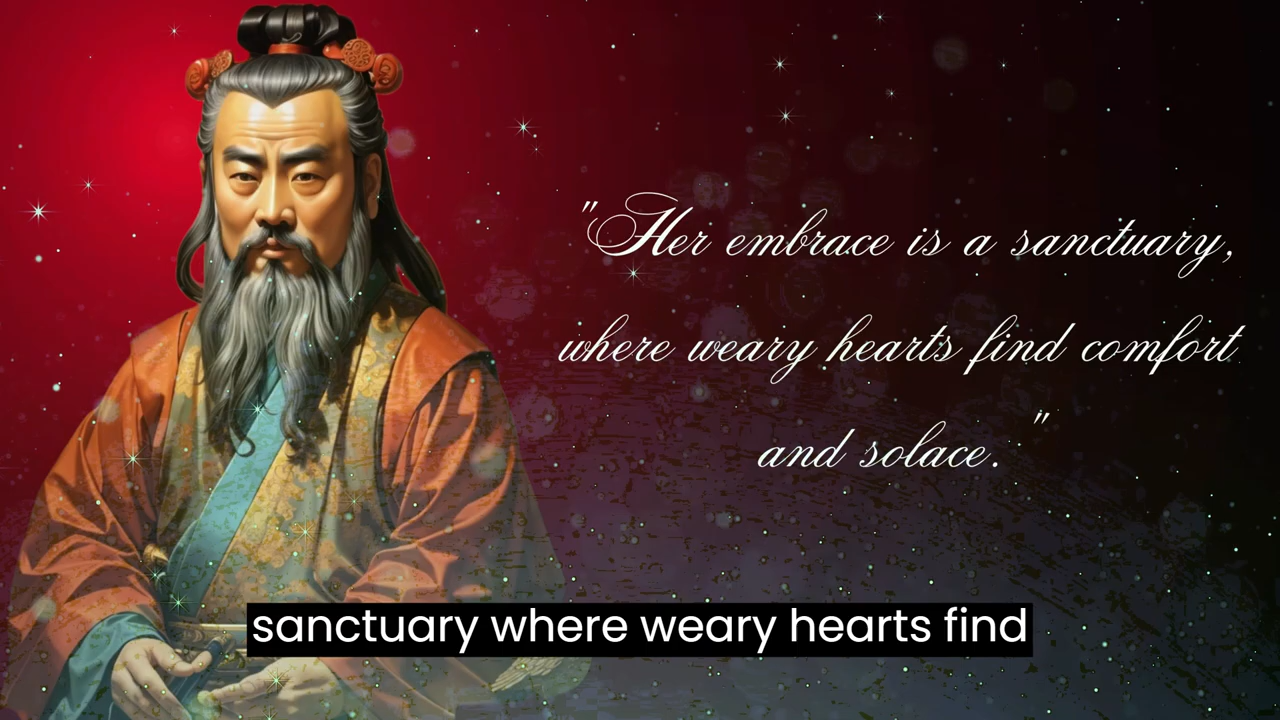 "Her embrace is a sanctuary,
where weary hearts find comfort
and solace."
sanctuary where weary hearts find